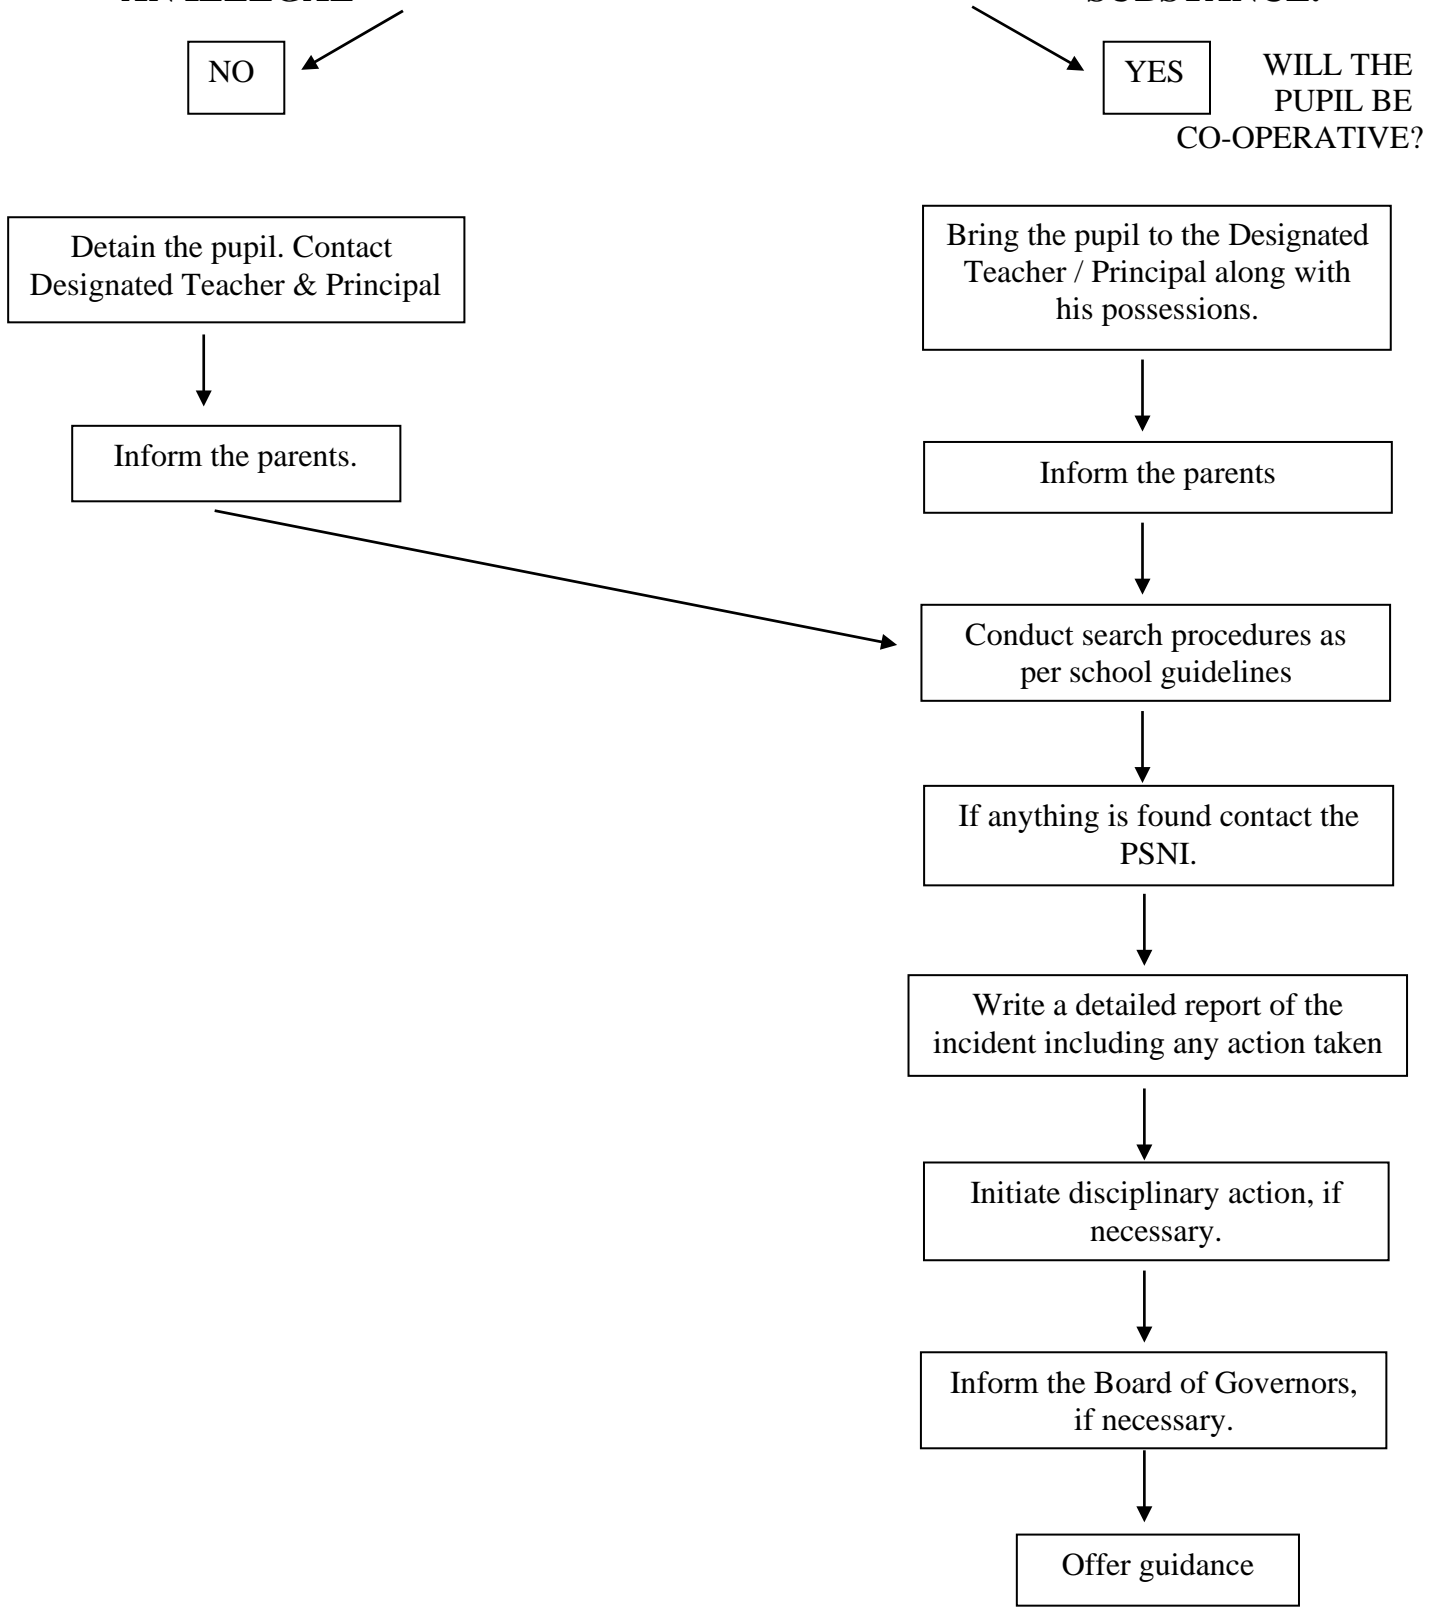 AN ILLEGAL
SUBSTANCE?
NO
YES
WILL THE
PUPIL BE
CO-OPERATIVE?
Detain the pupil. Contact
Designated Teacher & Principal
Inform the parents.
Bring the pupil to the Designated
Teacher / Principal along with
his possessions.
Inform the parents
Conduct search procedures as
per school guidelines
If anything is found contact the
PSNI.
Write a detailed report of the
incident including any action taken
Initiate disciplinary action, if
necessary.
Inform the Board of Governors,
if necessary.
Offer guidance